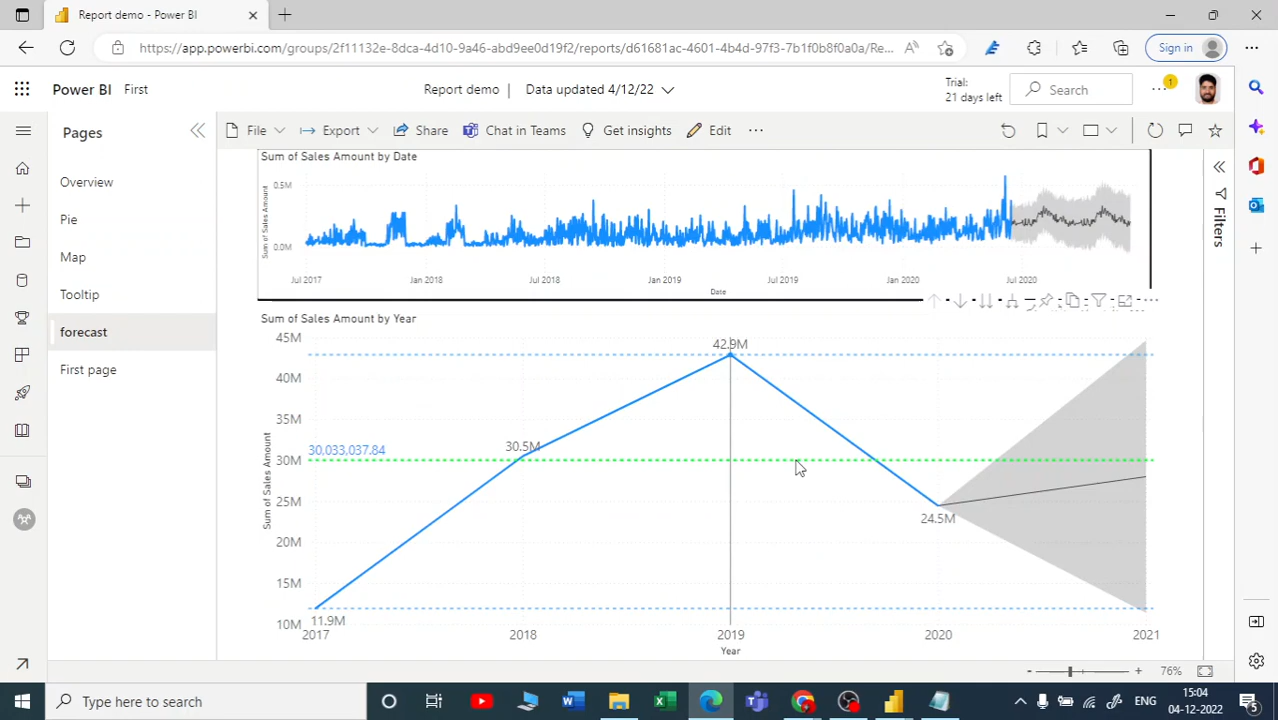 Report demo - Power BI
https://app.powerbi.com/groups/2f11132e-8dca-4d10-9a46-abd9ee0d19f2/reports/d61681ac-4601-4b4d-97f3-7b1f0b8f0a0a/Re...
Sign in
Power BI First
Report demo | Data updated 4/12/22
Trial:
21 days left
Search
1
Pages
File
Export
Share
Chat in Teams
Get insights
Edit
Overview
Pie
Map
Tooltip
forecast
First page
Filters
Sum of Sales Amount by Date
Sum of Sales Amount
0.5M
0.0M
Jul 2017 Jan 2018 Jul 2018 Jan 2019 Jul 2019 Jan 2020 Jul 2020
Date
Sum of Sales Amount by Year
Sum of Sales Amount
45M
40M
35M
30M
25M
20M
15M
10M
42.9M
30.5M
30,033,037.84
24.5M
11.9M
2017 2018 2019 2020 2021
Year
76%
Type here to search
ENG
15:04
04-12-2022
5